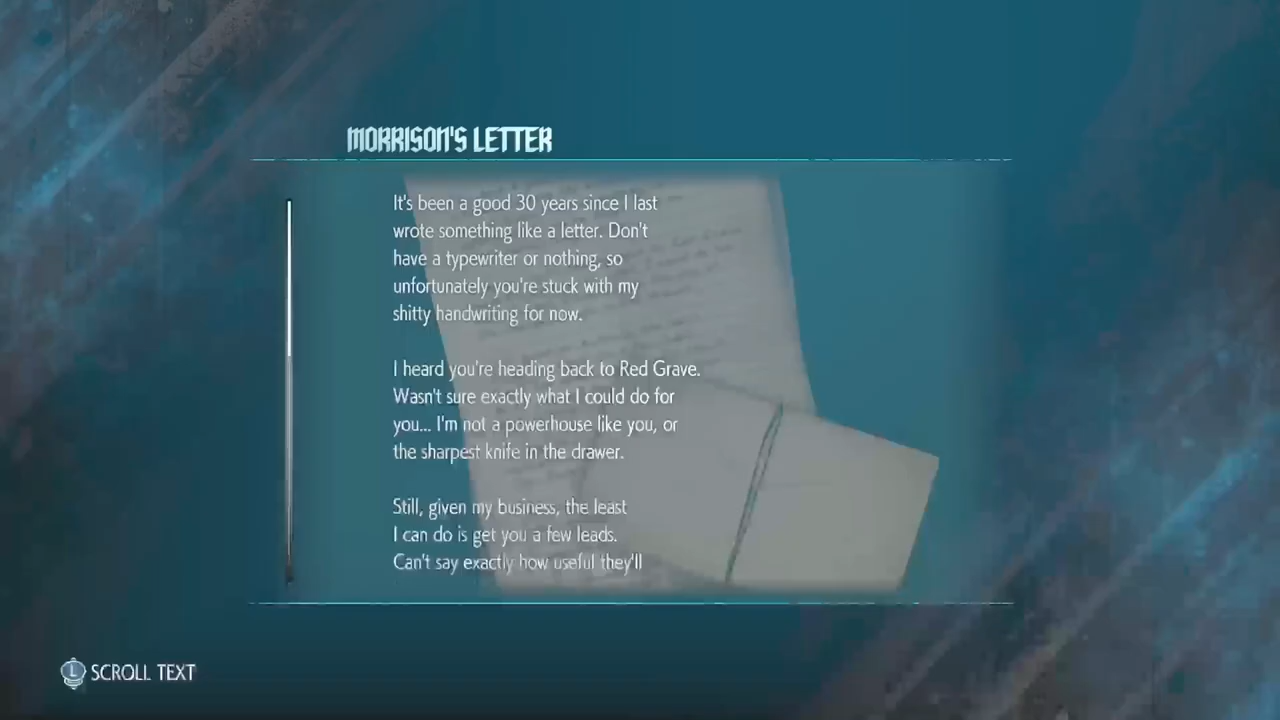 MORRISON'S LETTER
It's been a good 30 years since I last
wrote something like a letter. Don't
have a typewriter or nothing, so
unfortunately you're stuck with my
shitty handwriting for now.
I heard you're heading back to Red Grave.
Wasn't sure exactly what I could do for
you... I'm not a powerhouse like you, or
the sharpest knife in the drawer.
Still, given my business, the least
I can do is get you a few leads.
Can't say exactly how useful they'll
L SCROLL TEXT